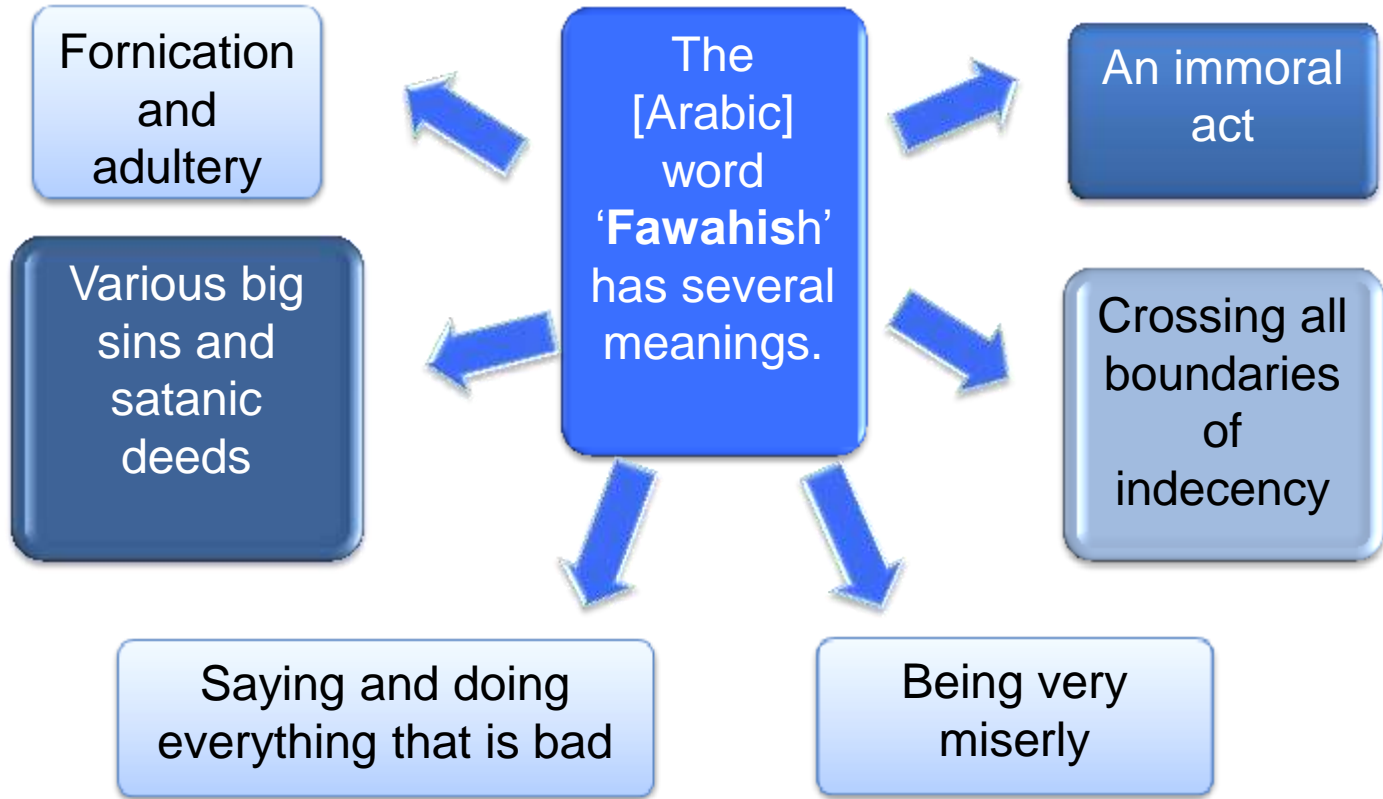 The
[Arabic]
word
‘Fawahish’
has several
meanings.
Fornication
and
adultery
An immoral
act
Various big
sins and
satanic
deeds
Crossing all
boundaries
of
indecency
Saying and doing
everything that is bad
Being very
miserly